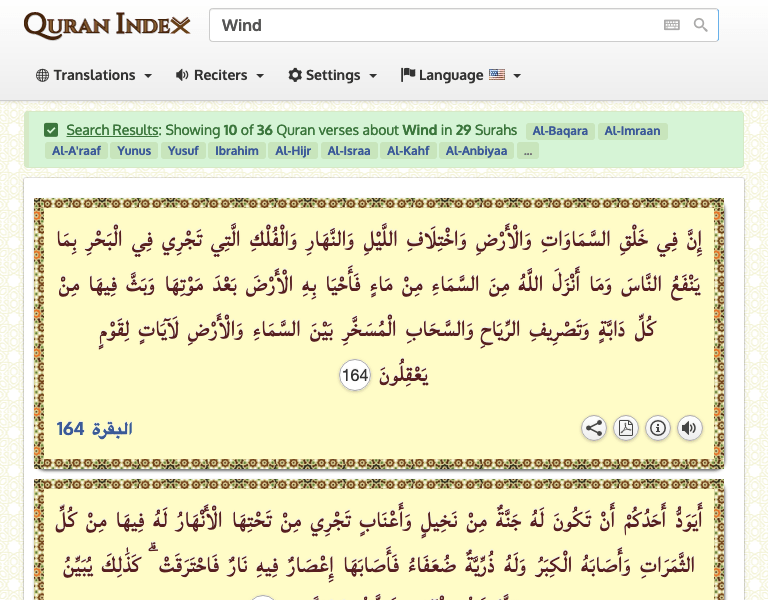 QURAN INDEX
Wind
Translations Reciters Settings Language
Search Results: Showing 10 of 36 Quran verses about Wind in 29 Surahs Al-Baqara Al-Imraan
Al-A'raaf Yunus Yusuf Ibrahim Al-Hijr Al-Israa Al-Kahf Al-Anbiyaa ...
إِنَّ فِي خَلْقِ السَّمَاوَاتِ وَالْأَرْضِ وَاخْتِلَافِ اللَّيْلِ وَالنَّهَارِ وَالْفُلْكِ الَّتِي تَجْرِي فِي الْبَحْرِ بِمَا
يَنْفَعُ النَّاسَ وَمَا أَنْزَلَ اللَّهُ مِنَ السَّمَاءِ مِنْ مَاءٍ فَأَحْيَا بِهِ الْأَرْضَ بَعْدَ مَوْتِهَا وَبَثَّ فِيهَا مِنْ
كُلِّ دَابَّةٍ وَتَصْرِيفِ الرِّيَاحِ وَالسَّحَابِ الْمُسَخَّرِ بَيْنَ السَّمَاءِ وَالْأَرْضِ لَآيَاتٍ لِقَوْمٍ
يَعْقِلُونَ 164
البقرة 164
أَيَوَدُّ أَحَدُكُمْ أَنْ تَكُونَ لَهُ جَنَّةٌ مِنْ نَخِيلٍ وَأَعْنَابٍ تَجْرِي مِنْ تَحْتِهَا الْأَنْهَارُ لَهُ فِيهَا مِنْ كُلِّ
الثَّمَرَاتِ وَأَصَابَهُ الْكِبَرُ وَلَهُ ذُرِّيَّةٌ ضُعَفَاءُ فَأَصَابَهَا إِعْصَارٌ فِيهِ نَارٌ فَاحْتَرَقَتْ ۗ كَذَٰلِكَ يُبَيِّنُ